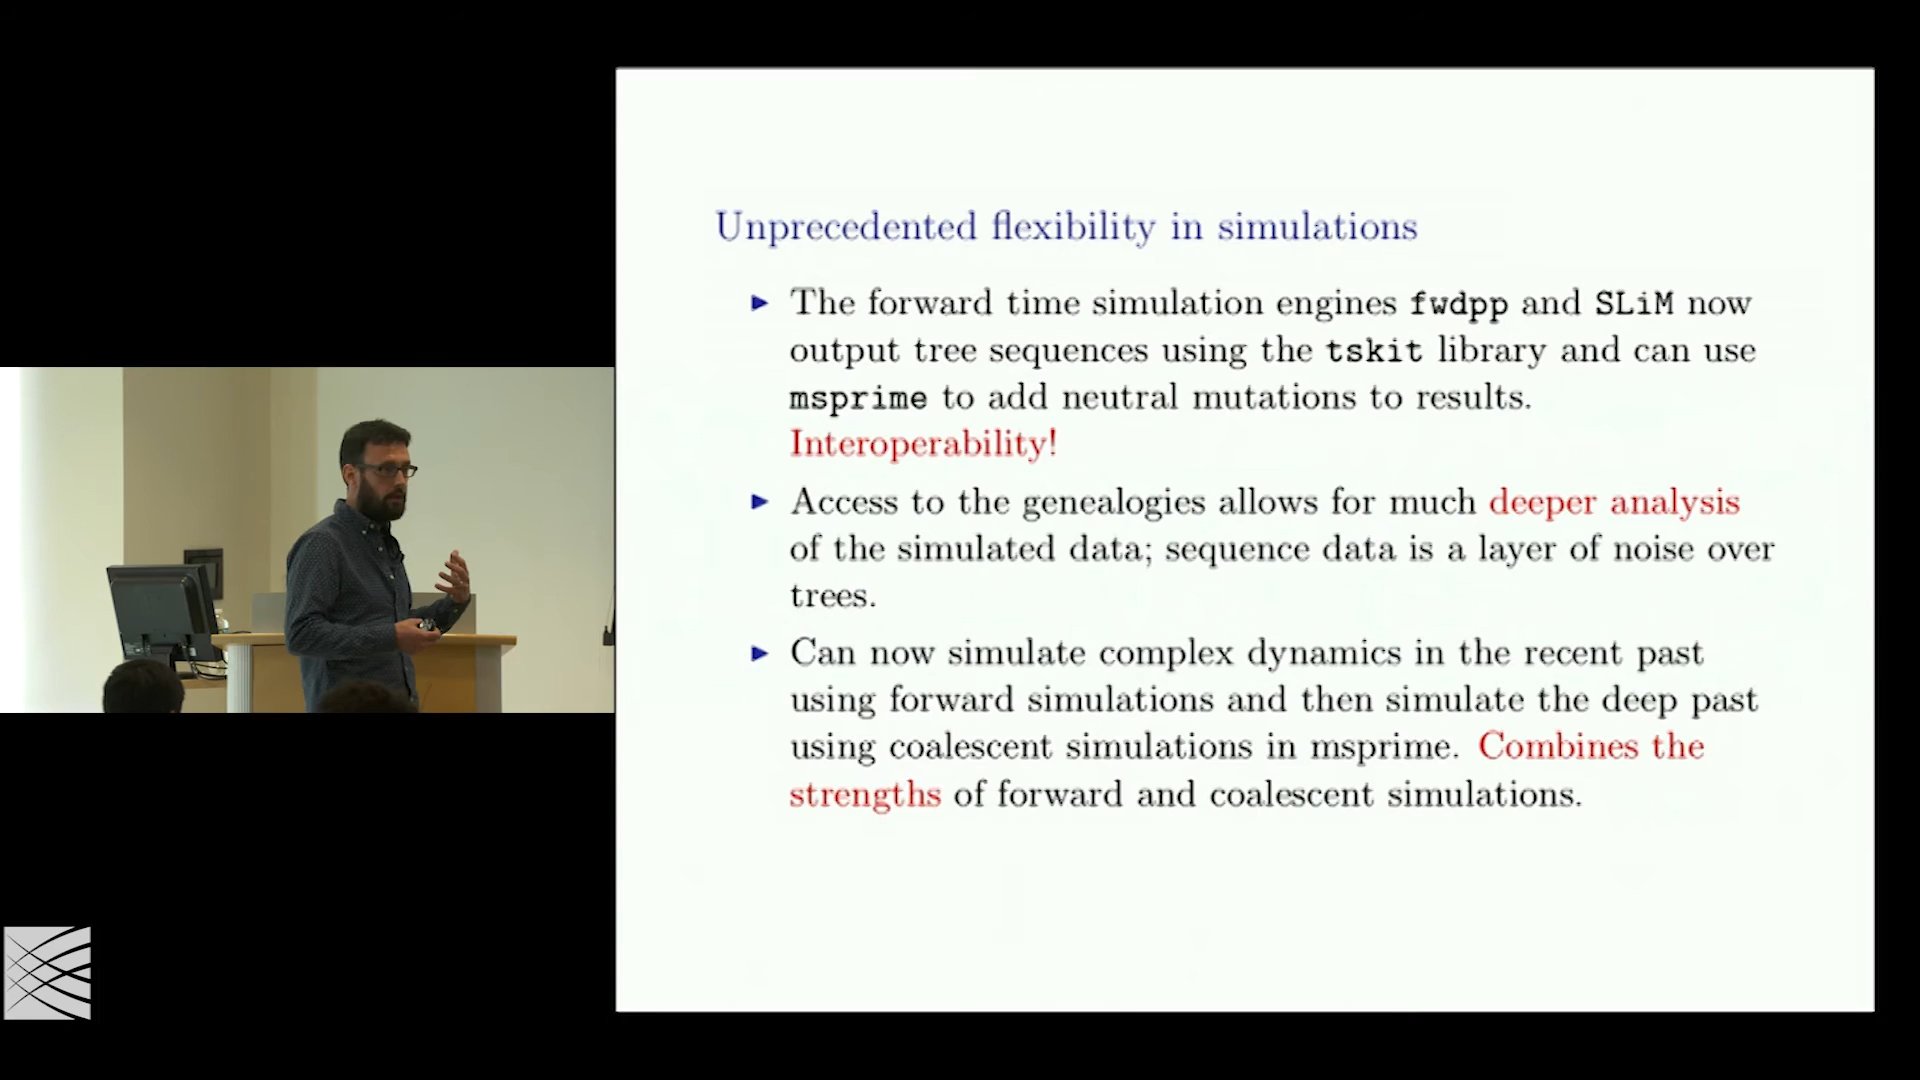 Unprecedented flexibility in simulations
The forward time simulation engines fwdpp and SLiM now
output tree sequences using the tskit library and can use
msprime to add neutral mutations to results.
Interoperability!
Access to the genealogies allows for much deeper analysis
of the simulated data; sequence data is a layer of noise over
trees.
Can now simulate complex dynamics in the recent past
using forward simulations and then simulate the deep past
using coalescent simulations in msprime. Combines the
strengths of forward and coalescent simulations.